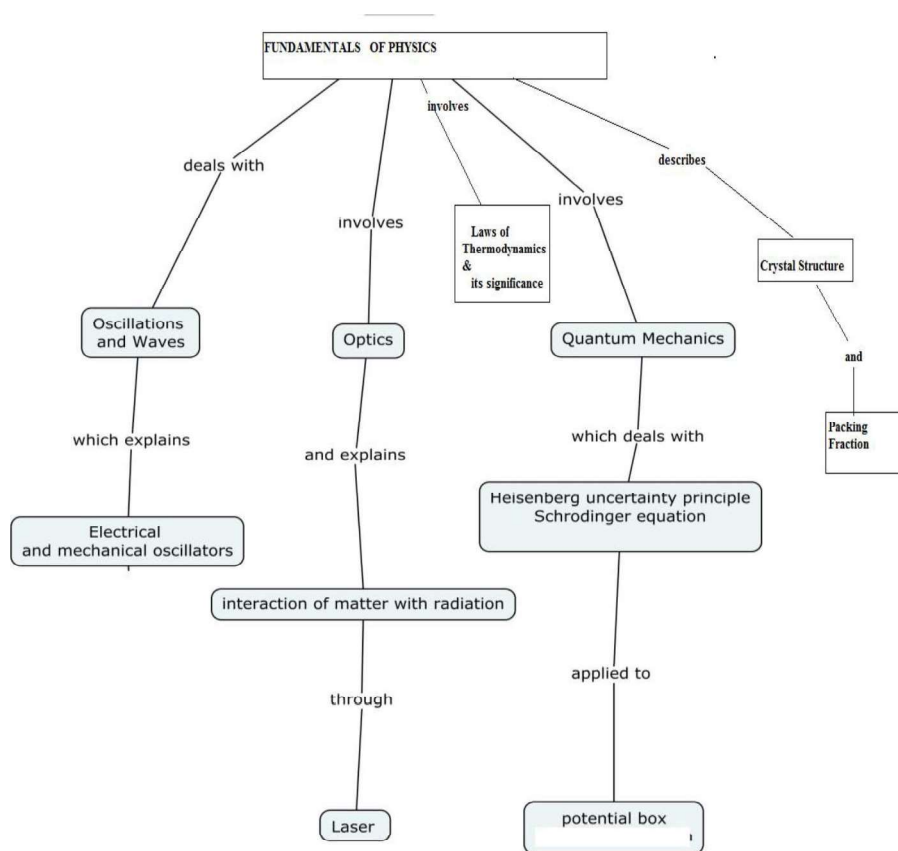 FUNDAMENTALS OF PHYSICS
involves
deals with
describes
involves
involves
Laws of
Thermodynamics
&
its significance
Crystal Structure
Oscillations
and Waves
Optics
Quantum Mechanics
and
Packing
Fraction
which explains
and explains
which deals with
Heisenberg uncertainty principle
Schrodinger equation
Electrical
and mechanical oscillators
interaction of matter with radiation
applied to
through
potential box
Laser